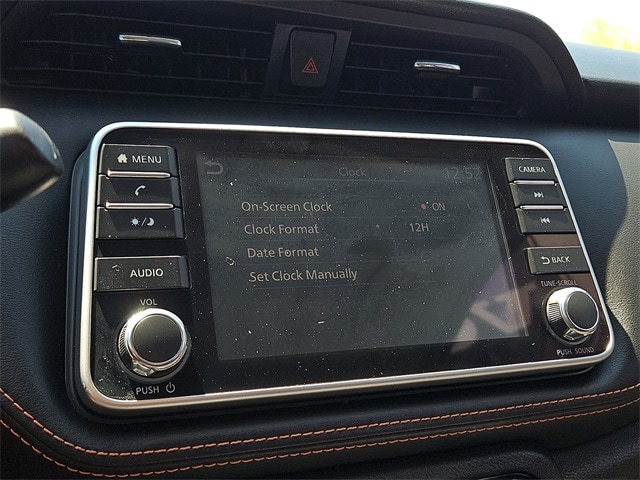 MENU
AUDIO
VOL
PUSH
Clock
12:52
On-Screen Clock
ON
Clock Format
12H
Date Format
Set Clock Manually
CAMERA
BACK
TUNE·SCROLL
PUSH SOUND